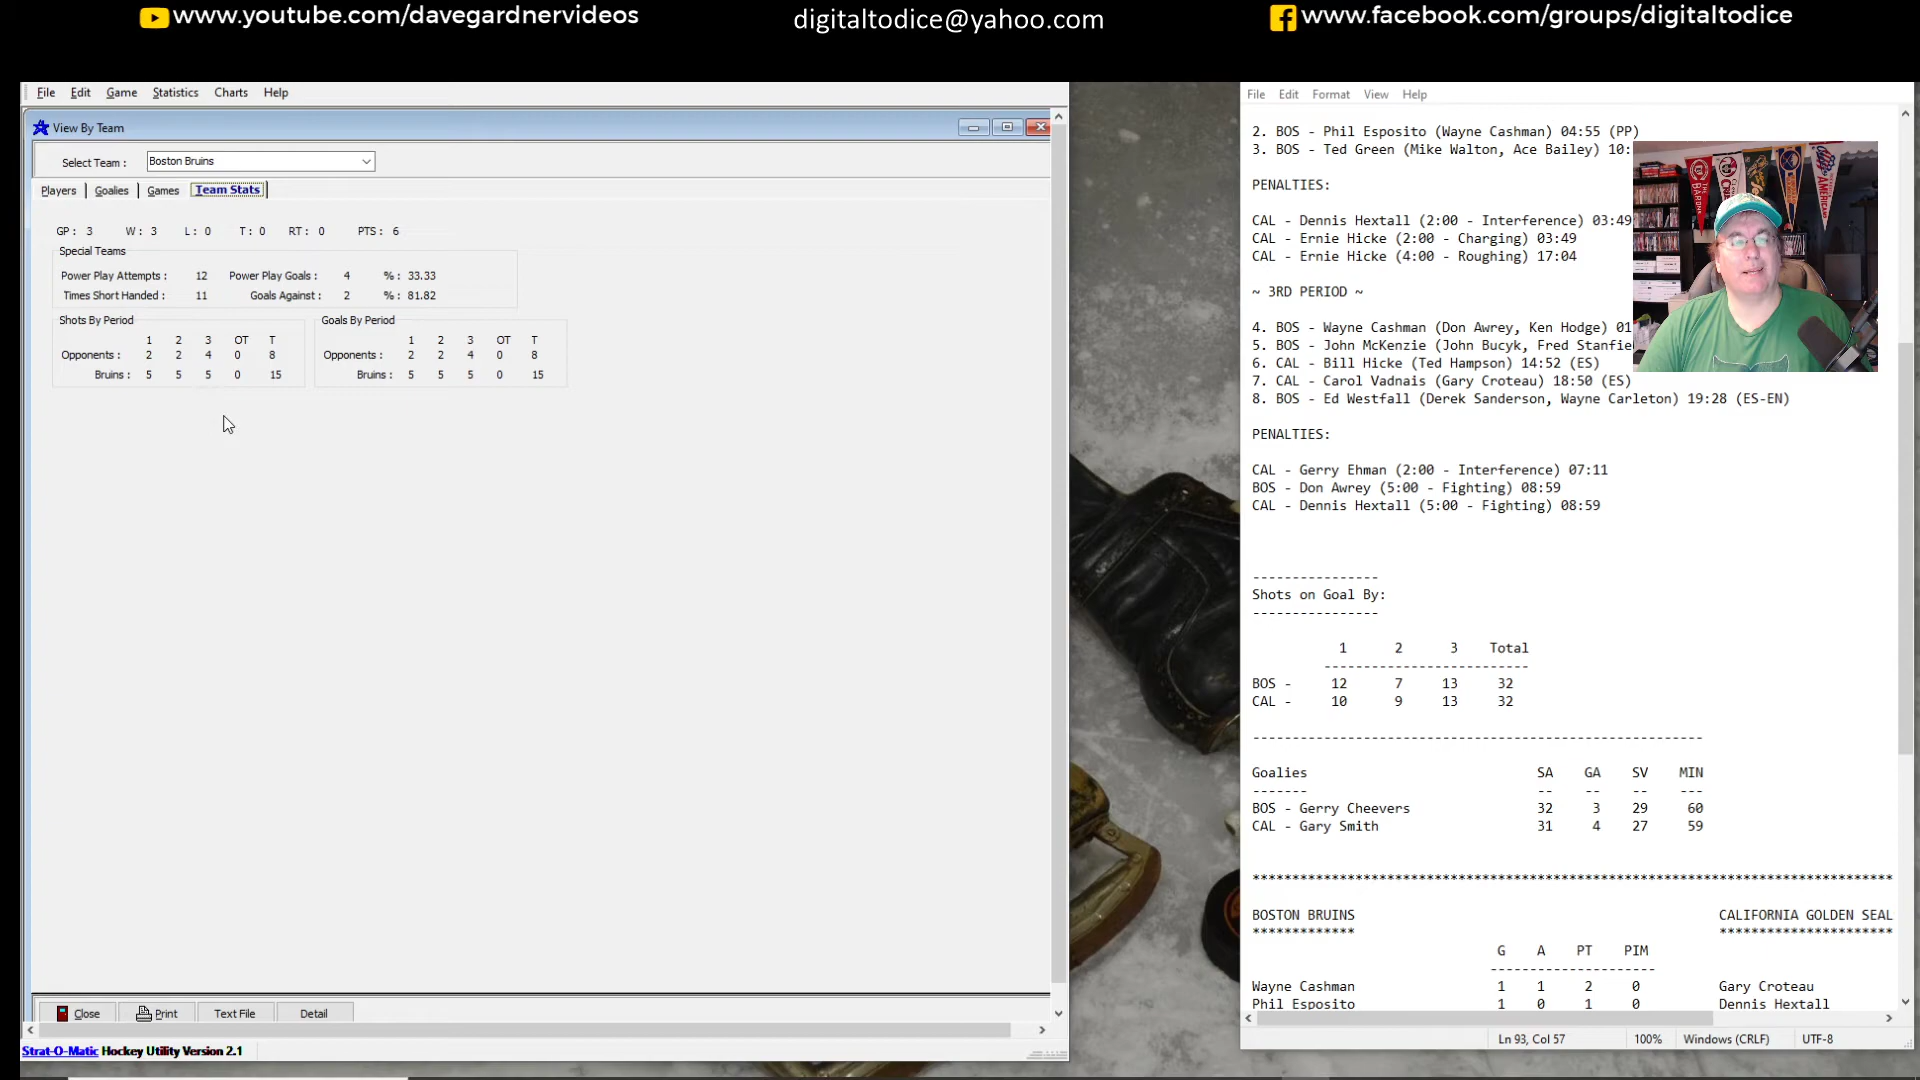 www.youtube.com/davegardnervideos
digitaltodice@yahoo.com
www.facebook.com/groups/digitaltodice
File Edit Game Statistics Charts Help
View By Team
Select Team : Boston Bruins
Players Goalies Games Team Stats
GP : 3 W : 3 L : 0 T : 0 RT : 0 PTS : 6
Special Teams
Power Play Attempts : 12 Power Play Goals : 4 % : 33.33
Times Short Handed : 11 Goals Against : 2 % : 81.82
Shots By Period
1 2 3 OT T
Opponents : 2 2 4 0 8
Bruins : 5 5 5 0 15
Goals By Period
1 2 3 OT T
Opponents : 2 2 4 0 8
Bruins : 5 5 5 0 15
Close Print Text File Detail
Strat-O-Matic Hockey Utility Version 2.1
File Edit Format View Help
2. BOS - Phil Esposito (Wayne Cashman) 04:55 (PP)
3. BOS - Ted Green (Mike Walton, Ace Bailey) 10:
PENALTIES:
CAL - Dennis Hextall (2:00 - Interference) 03:49
CAL - Ernie Hicke (2:00 - Charging) 03:49
CAL - Ernie Hicke (4:00 - Roughing) 17:04
~ 3RD PERIOD ~
4. BOS - Wayne Cashman (Don Awrey, Ken Hodge) 01
5. BOS - John McKenzie (John Bucyk, Fred Stanfie
6. CAL - Bill Hicke (Ted Hampson) 14:52 (ES)
7. CAL - Carol Vadnais (Gary Croteau) 18:50 (ES)
8. BOS - Ed Westfall (Derek Sanderson, Wayne Carleton) 19:28 (ES-EN)
PENALTIES:
CAL - Gerry Ehman (2:00 - Interference) 07:11
BOS - Don Awrey (5:00 - Fighting) 08:59
CAL - Dennis Hextall (5:00 - Fighting) 08:59
----------------
Shots on Goal By:
----------------
1 2 3 Total
--------------------------
BOS - 12 7 13 32
CAL - 10 9 13 32
---------------------------------------------------------
Goalies SA GA SV MIN
------- -- -- -- ---
BOS - Gerry Cheevers 32 3 29 60
CAL - Gary Smith 31 4 27 59
*********************************************************************************
BOSTON BRUINS CALIFORNIA GOLDEN SEAL
************* **********************
G A PT PIM
---------------------
Wayne Cashman 1 1 2 0 Gary Croteau
Phil Esposito 1 0 1 0 Dennis Hextall
Ln 93, Col 57 100% Windows (CRLF) UTF-8